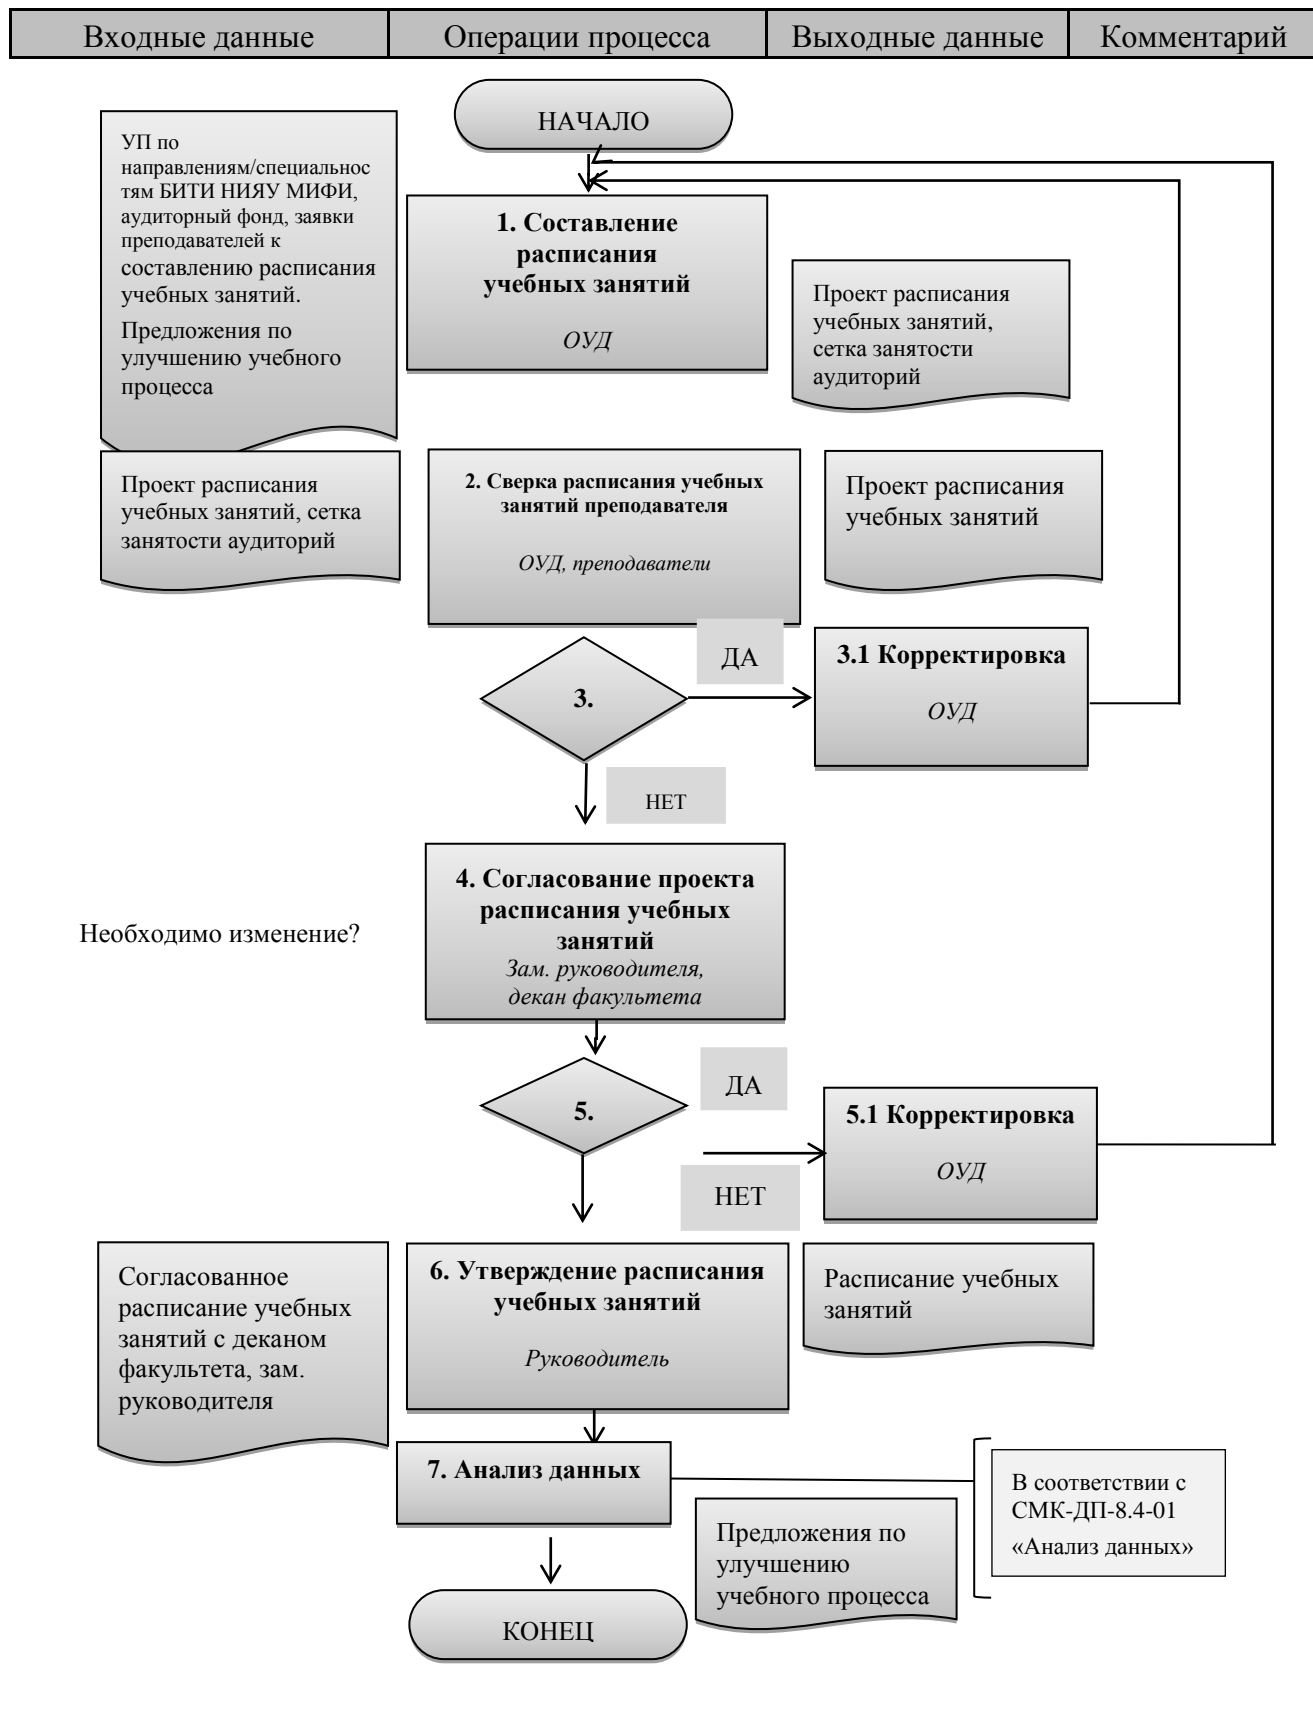 Входные данные
Операции процесса
Выходные данные
Комментарий
НАЧАЛО
УП по
направлениям/специальнос
тям БИТИ НИЯУ МИФИ,
аудиторный фонд, заявки
преподавателей к
составлению расписания
учебных занятий.
Предложения по
улучшению учебного
процесса
1. Составление
расписания
учебных занятий
ОУД
Проект расписания
учебных занятий,
сетка занятости
аудиторий
Проект расписания
учебных занятий, сетка
занятости аудиторий
2. Сверка расписания учебных
занятий преподавателя
ОУД, преподаватели
Проект расписания
учебных занятий
3.
ДА
3.1 Корректировка
ОУД
НЕТ
Необходимо изменение?
4. Согласование проекта
расписания учебных
занятий
Зам. руководителя,
декан факультета
5.
ДА
5.1 Корректировка
ОУД
НЕТ
Согласованное
расписание учебных
занятий с деканом
факультета, зам.
руководителя
6. Утверждение расписания
учебных занятий
Руководитель
Расписание учебных
занятий
7. Анализ данных
В соответствии с
СМК-ДП-8.4-01
«Анализ данных»
Предложения по
улучшению
учебного процесса
КОНЕЦ